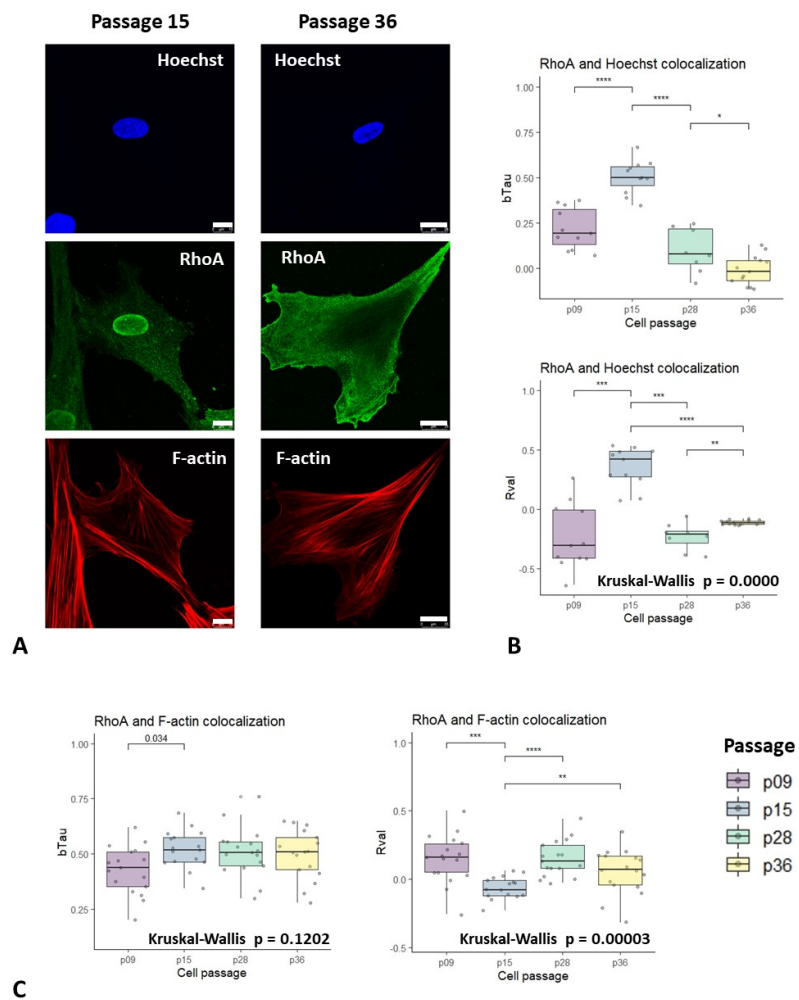 Passage 15
Passage 36
Hoechst
Hoechst
RhoA
RhoA
F-actin
F-actin
A
RhoA and Hoechst colocalization
1.00
0.75
0.50
0.25
0.00
bTau
****
****
*
p09
p15
p28
p36
Cell passage
RhoA and Hoechst colocalization
1.0
0.5
0.0
-0.5
Rval
***
***
****
**
Kruskal-Wallis p = 0.0000
p09
p15
p28
p36
Cell passage
B
RhoA and F-actin colocalization
1.00
0.75
0.50
0.25
bTau
0.034
Kruskal-Wallis p = 0.1202
p09
p15
p28
p36
Cell passage
RhoA and F-actin colocalization
1.0
0.5
0.0
-0.5
Rval
***
****
**
Kruskal-Wallis p = 0.00003
p09
p15
p28
p36
Cell passage
Passage
p09
p15
p28
p36
C